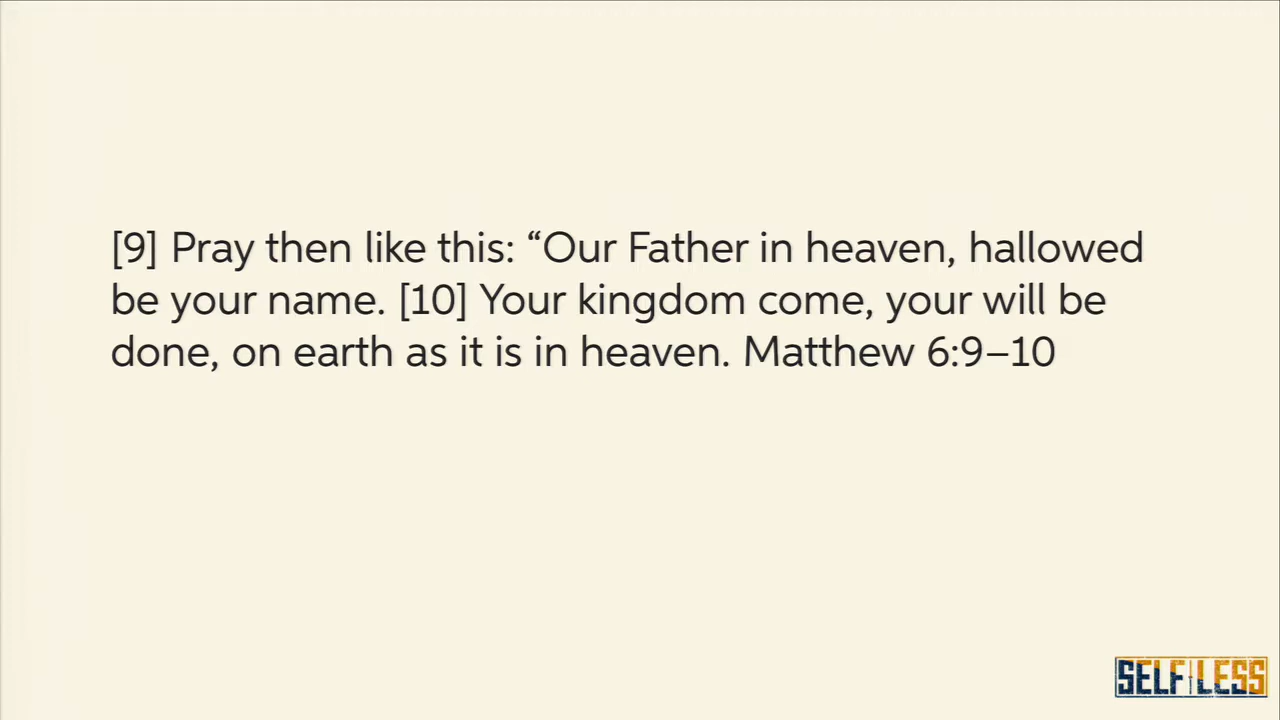 [9] Pray then like this: “Our Father in heaven, hallowed
be your name. [10] Your kingdom come, your will be
done, on earth as it is in heaven. Matthew 6:9–10
SELFLESS